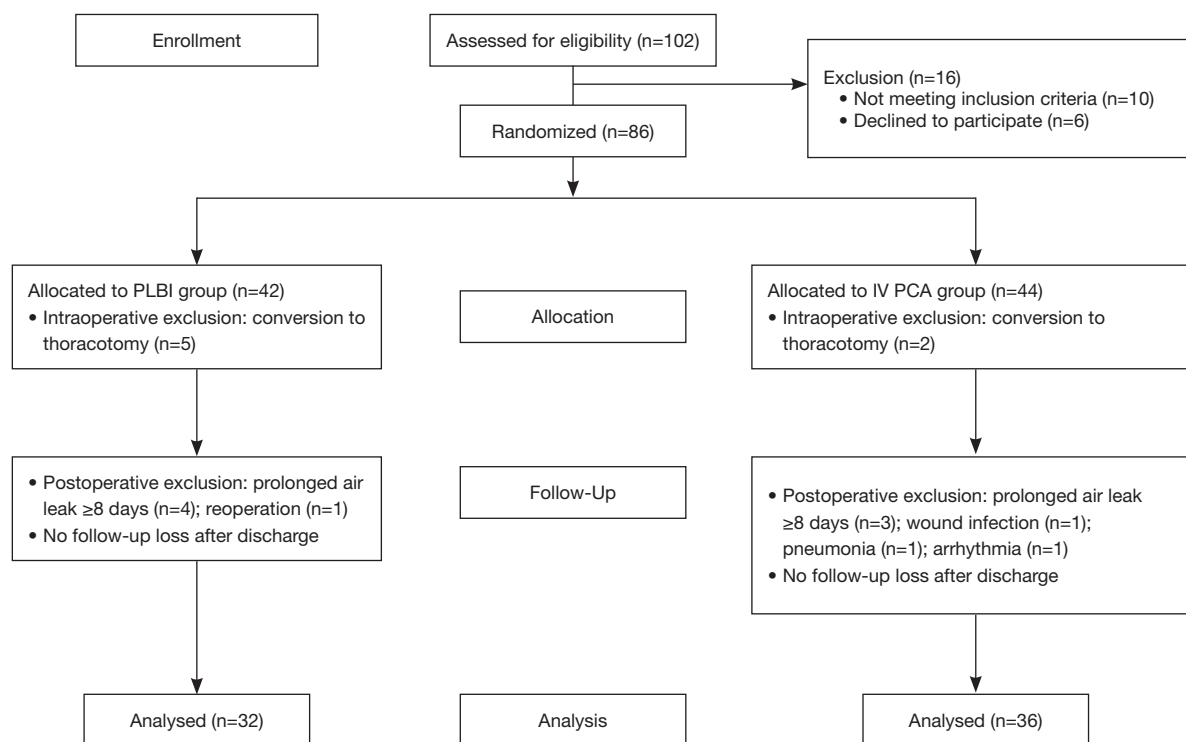 Enrollment
Assessed for eligibility (n=102)
Exclusion (n=16)
• Not meeting inclusion criteria (n=10)
• Declined to participate (n=6)
Randomized (n=86)
Allocated to PLBI group (n=42)
• Intraoperative exclusion: conversion to
thoracotomy (n=5)
Allocation
Allocated to IV PCA group (n=44)
• Intraoperative exclusion: conversion to
thoracotomy (n=2)
• Postoperative exclusion: prolonged air
leak ≥8 days (n=4); reoperation (n=1)
• No follow-up loss after discharge
Follow-Up
• Postoperative exclusion: prolonged air leak
≥8 days (n=3); wound infection (n=1);
pneumonia (n=1); arrhythmia (n=1)
• No follow-up loss after discharge
Analysed (n=32)
Analysis
Analysed (n=36)